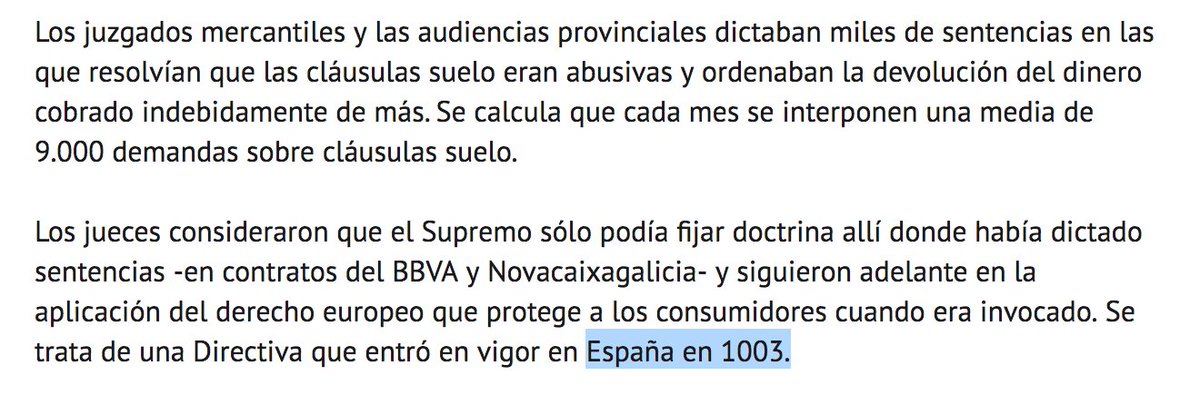 Los juzgados mercantiles y las audiencias provinciales dictaban miles de sentencias en las
que resolvían que las cláusulas suelo eran abusivas y ordenaban la devolución del dinero
cobrado indebidamente de más. Se calcula que cada mes se interponen una media de
9.000 demandas sobre cláusulas suelo.
Los jueces consideraron que el Supremo sólo podía fijar doctrina allí donde había dictado
sentencias -en contratos del BBVA y Novacaixagalicia- y siguieron adelante en la
aplicación del derecho europeo que protege a los consumidores cuando era invocado. Se
trata de una Directiva que entró en vigor en España en 1003.